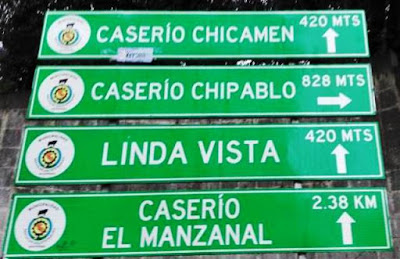 CASERÍO CHICAMEN 420 MTS
CASERÍO CHIPABLO 828 MTS
LINDA VISTA 420 MTS
CASERÍO 2.38 KM
EL MANZANAL